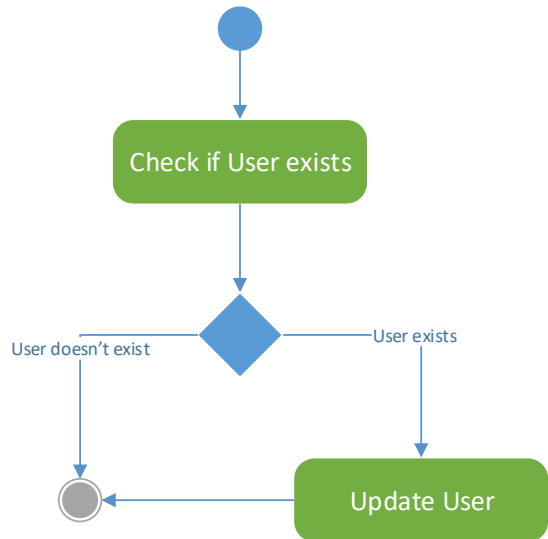 Check if User exists
User exists
User doesn’t exist
Update User